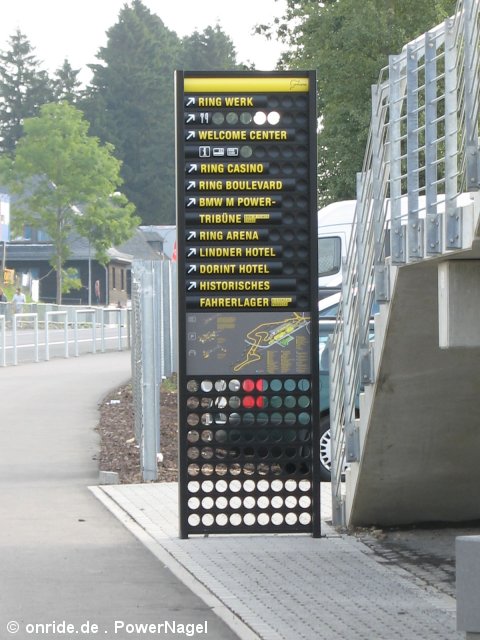 RING WERK
WELCOME CENTER
RING CASINO
RING BOULEVARD
BMW M POWER-
TRIBÜNE
RING ARENA
LINDNER HOTEL
DORINT HOTEL
HISTORISCHES
FAHRERLAGER
© onride.de . PowerNagel